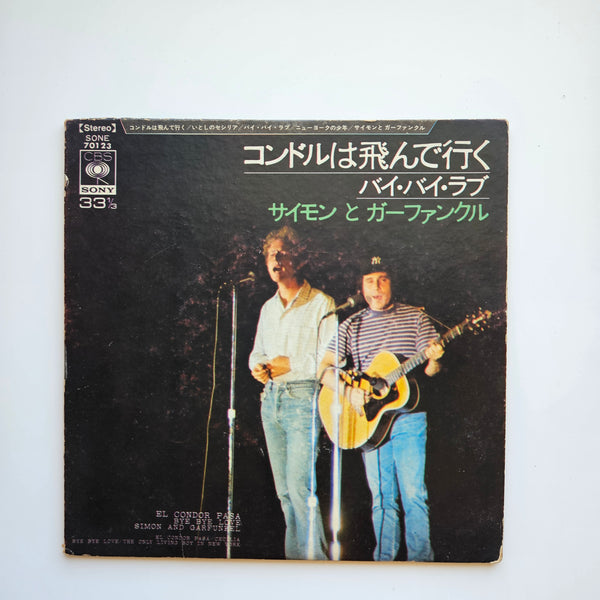 【Stereo】
SONE
70123
コンドルは飛んで行く/いとしのセシリア/バイ・バイ・ラブ/ニューヨークの少年/サイモンとガーファンクル
CBS
SONY
33⅓
コンドルは飛んで行く
バイ・バイ・ラブ
サイモン と ガーファンクル
NY
EL CONDOR PASA
BYE BYE LOVE
SIMON AND GARFUNKEL
EL CONDOR PASA/CECILIA
BYE BYE LOVE/THE ONLY LIVING BOY IN NEW YORK